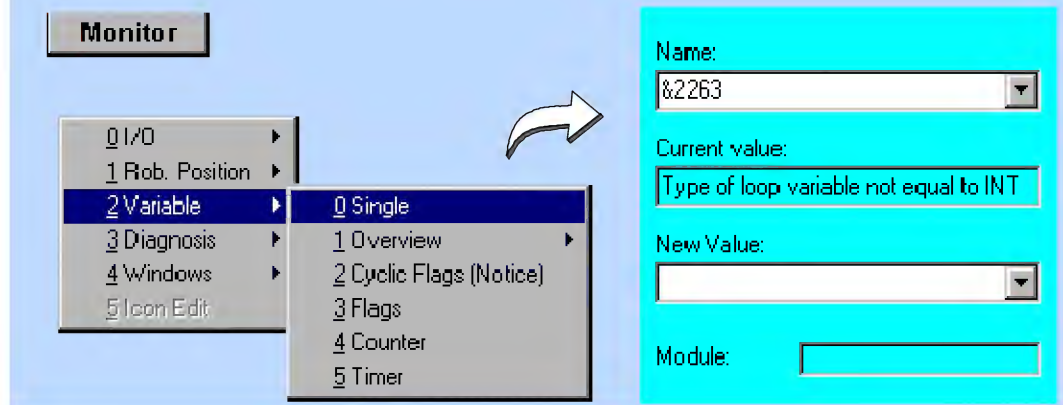 Monitor
0 I/O
1 Rob. Position
2 Variable
3 Diagnosis
4 Windows
5 Icon Edit
0 Single
1 Overview
2 Cyclic Flags (Notice)
3 Flags
4 Counter
5 Timer
Name:
&2263
Current value:
Type of loop variable not equal to INT
New Value:
Module: